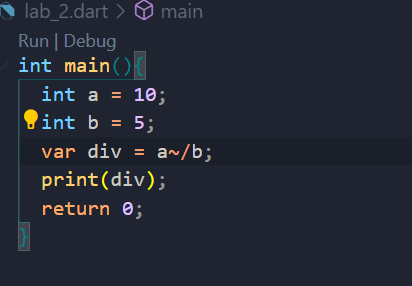 lab_2.dart > main
Run | Debug
int main(){
int a = 10;
int b = 5;
var div = a~/b;
print(div);
return 0;
}